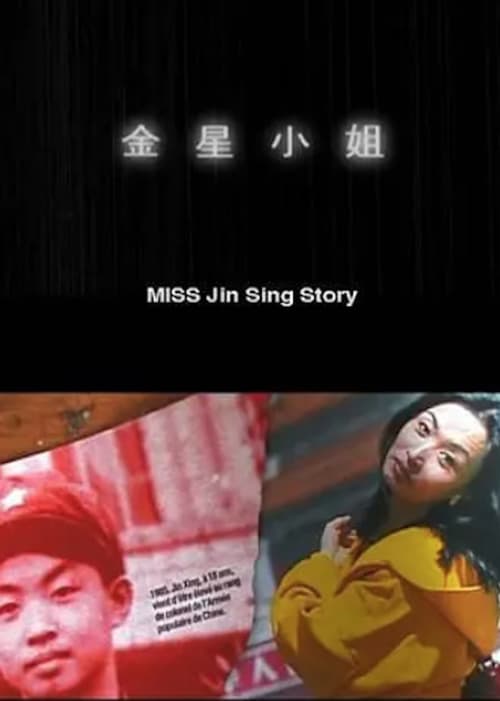 金星小姐
MISS Jin Sing Story
1985, Jin Xing, à 18 ans,
vient d'être élevé au rang
de colonel de l'Armée
populaire de Chine.